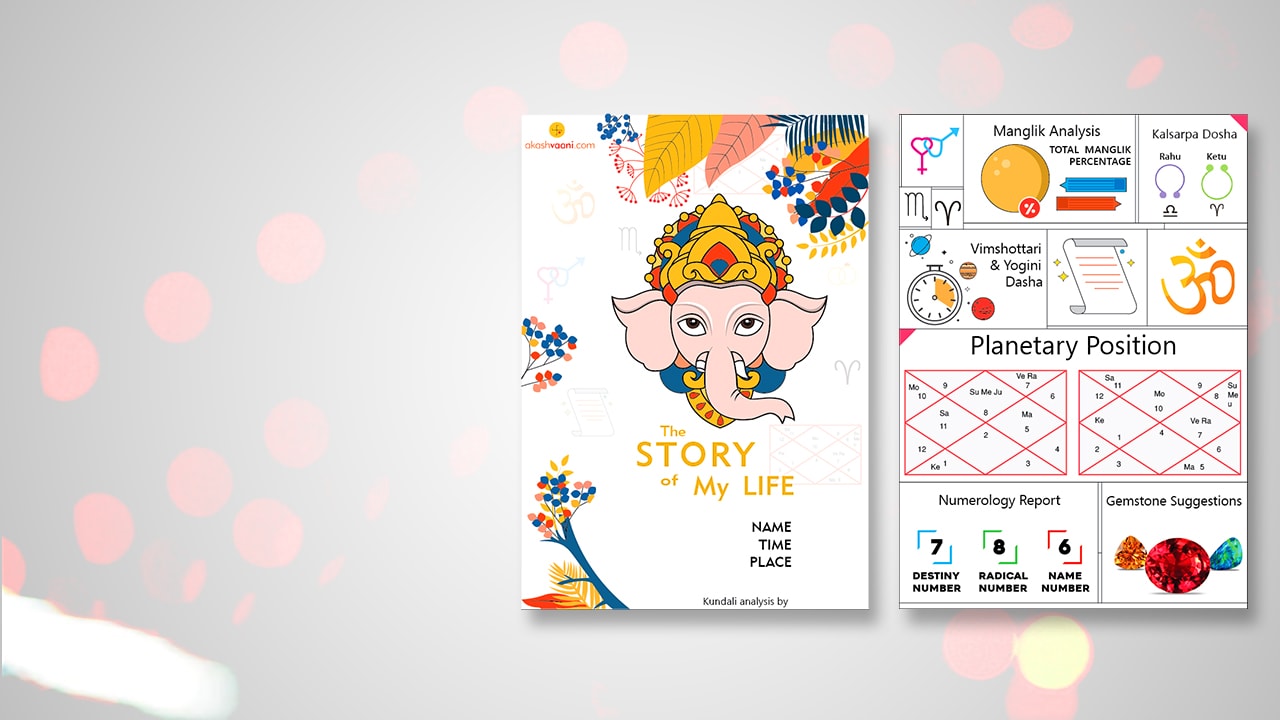 akashvaani.com
The
STORY
of My LIFE
NAME
TIME
PLACE
Kundali analysis by
Manglik Analysis
TOTAL MANGLIK
PERCENTAGE
%
Kalsarpa Dosha
Rahu Ketu
Vimshottari
& Yogini
Dasha
ॐ
Planetary Position
Mo
10
9
Su Me Ju
Ve Ra
7
6
Sa
11
8
Ma
5
2
12
4
Ke 1
3
Sa
11
12
Mo
10
9
8
Su
Me
u
Ke
1
4
Ve Ra
7
2
3
6
Ma 5
Numerology Report
7 8 6
DESTINY RADICAL NAME
NUMBER NUMBER NUMBER
Gemstone Suggestions